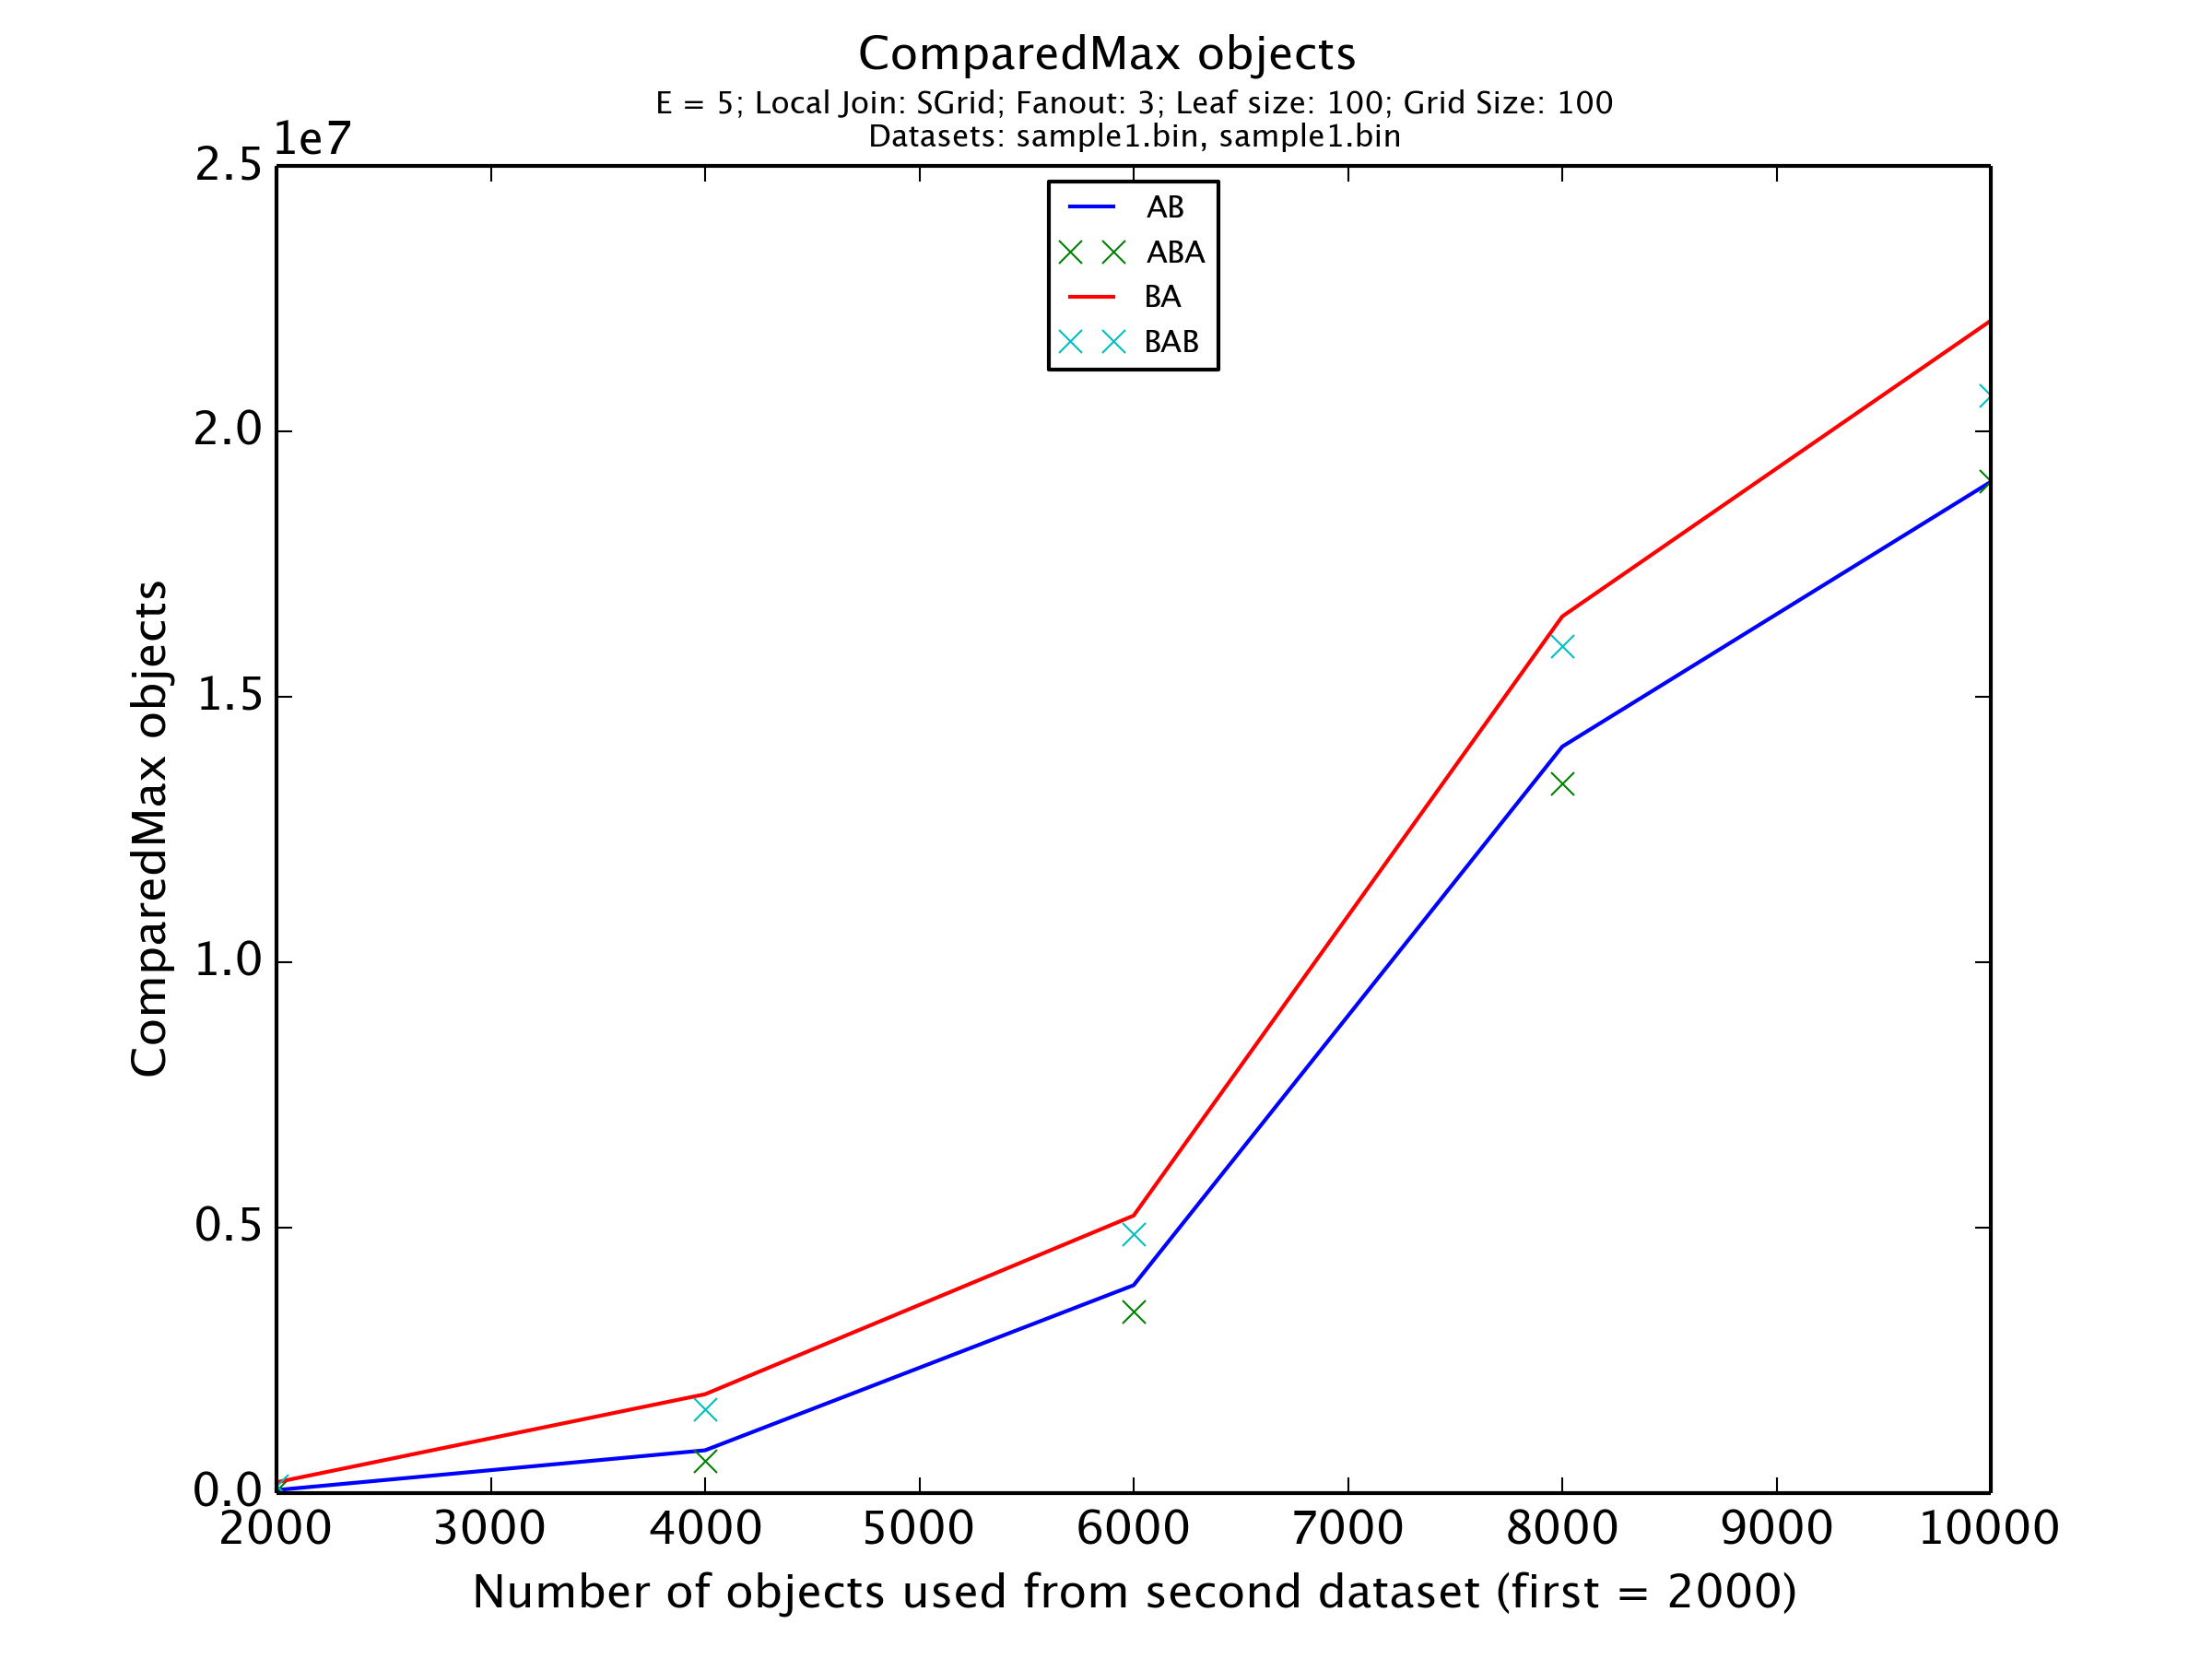 ComparedMax objects
E = 5; Local Join: SGrid; Fanout: 3; Leaf size: 100; Grid Size: 100
Datasets: sample1.bin, sample1.bin
1e7
2.5
2.0
1.5
1.0
0.5
0.0
ComparedMax objects
AB
ABA
BA
BAB
2000 3000 4000 5000 6000 7000 8000 9000 10000
Number of objects used from second dataset (first = 2000)